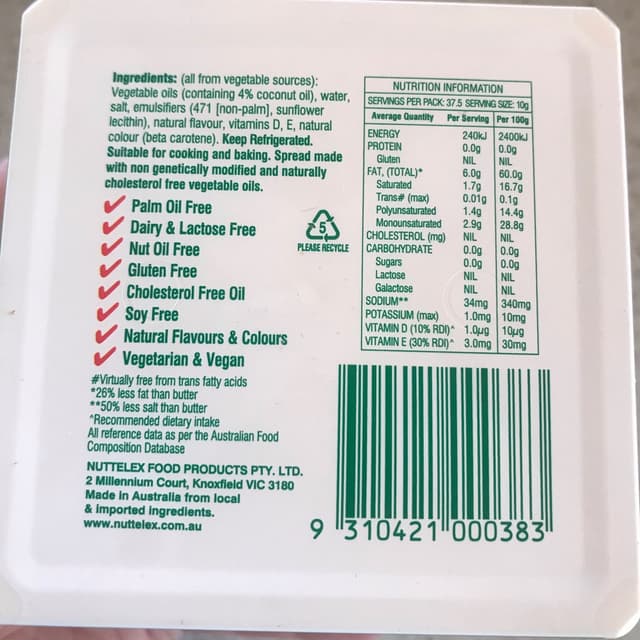 Ingredients: (all from vegetable sources):
Vegetable oils (containing 4% coconut oil), water,
salt, emulsifiers (471 [non-palm], sunflower
lecithin), natural flavour, vitamins D, E, natural
colour (beta carotene). Keep Refrigerated.
Suitable for cooking and baking. Spread made
with non genetically modified and naturally
cholesterol free vegetable oils.
Palm Oil Free
Dairy & Lactose Free
Nut Oil Free
Gluten Free
Cholesterol Free Oil
Soy Free
Natural Flavours & Colours
Vegetarian & Vegan
#Virtually free from trans fatty acids
*26% less fat than butter
**50% less salt than butter
^Recommended dietary intake
All reference data as per the Australian Food
Composition Database
NUTTELEX FOOD PRODUCTS PTY. LTD.
2 Millennium Court, Knoxfield VIC 3180
Made in Australia from local
& imported ingredients.
www.nuttelex.com.au
5
PLEASE RECYCLE
NUTRITION INFORMATION
SERVINGS PER PACK: 37.5 SERVING SIZE: 10g
Average Quantity Per Serving Per 100g
ENERGY 240kJ 2400kJ
PROTEIN 0.0g 0.0g
Gluten NIL NIL
FAT, (TOTAL)* 6.0g 60.0g
Saturated 1.7g 16.7g
Trans# (max) 0.01g 0.1g
Polyunsaturated 1.4g 14.4g
Monounsaturated 2.9g 28.8g
CHOLESTEROL (mg) NIL NIL
CARBOHYDRATE 0.0g 0.0g
Sugars 0.0g 0.0g
Lactose NIL NIL
Galactose NIL NIL
SODIUM** 34mg 340mg
POTASSIUM (max) 1.0mg 10mg
VITAMIN D (10% RDI)^ 1.0µg 10µg
VITAMIN E (30% RDI)^ 3.0mg 30mg
9 310421 000383